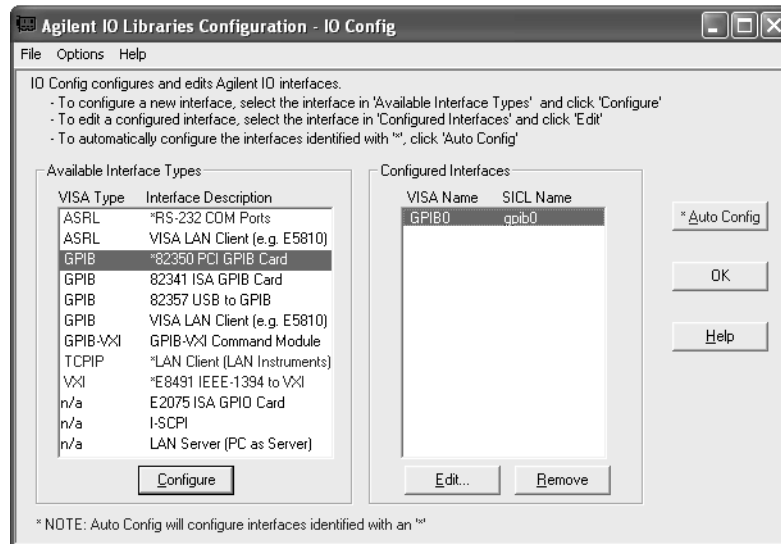 Agilent IO Libraries Configuration - IO Config
File Options Help
IO Config configures and edits Agilent IO interfaces.
- To configure a new interface, select the interface in 'Available Interface Types' and click 'Configure'
- To edit a configured interface, select the interface in 'Configured Interfaces' and click 'Edit'
- To automatically configure the interfaces identified with '*', click 'Auto Config'
Available Interface Types
VISA Type Interface Description
ASRL *RS-232 COM Ports
ASRL VISA LAN Client (e.g. E5810)
GPIB *82350 PCI GPIB Card
GPIB 82341 ISA GPIB Card
GPIB 82357 USB to GPIB
GPIB VISA LAN Client (e.g. E5810)
GPIB-VXI GPIB-VXI Command Module
TCPIP *LAN Client (LAN Instruments)
VXI *E8491 IEEE-1394 to VXI
n/a E2075 ISA GPIO Card
n/a I-SCPI
n/a LAN Server (PC as Server)
Configure
Configured Interfaces
VISA Name SICL Name
GPIB0 gpib0
Edit... Remove
* Auto Config
OK
Help
* NOTE: Auto Config will configure interfaces identified with an '*'